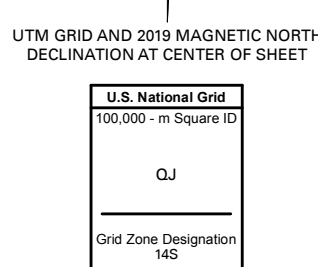 UTM GRID AND 2019 MAGNETIC NORTH
DECLINATION AT CENTER OF SHEET
U.S. National Grid
100,000 - m Square ID
QJ
Grid Zone Designation
14S